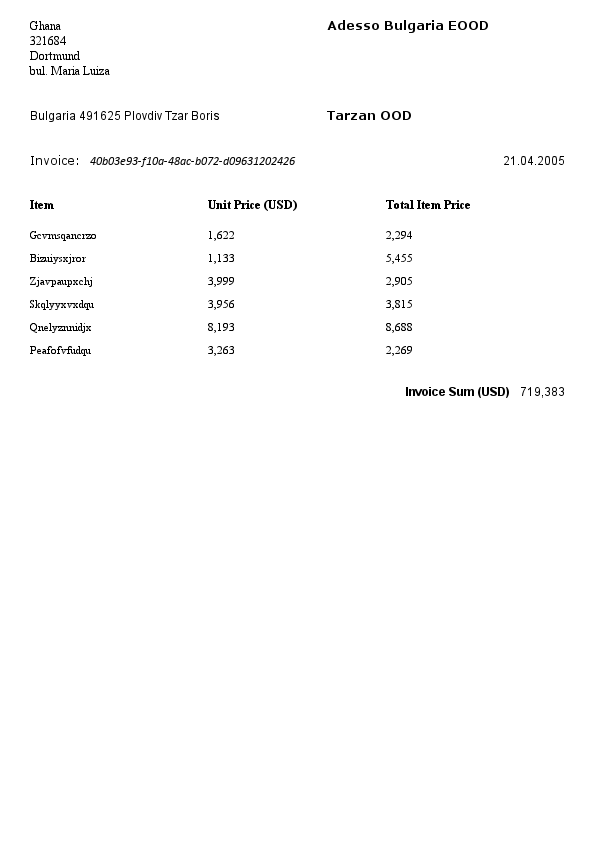 Ghana
321684
Dortmund
bul. Maria Luiza
Adesso Bulgaria EOOD
Bulgaria 491625 Plovdiv Tzar Boris
Tarzan OOD
Invoice: 40b03e93-f10a-48ac-b072-d09631202426
21.04.2005
Item Unit Price (USD) Total Item Price
Gcvmsqancrzo 1,622 2,294
Bizuiysxjror 1,133 5,455
Zjavpaupxchj 3,999 2,905
Skqlyyxvxdqu 3,956 3,815
Qnelyznnidjx 8,193 8,688
Peafofvfudqu 3,263 2,269
Invoice Sum (USD) 719,383